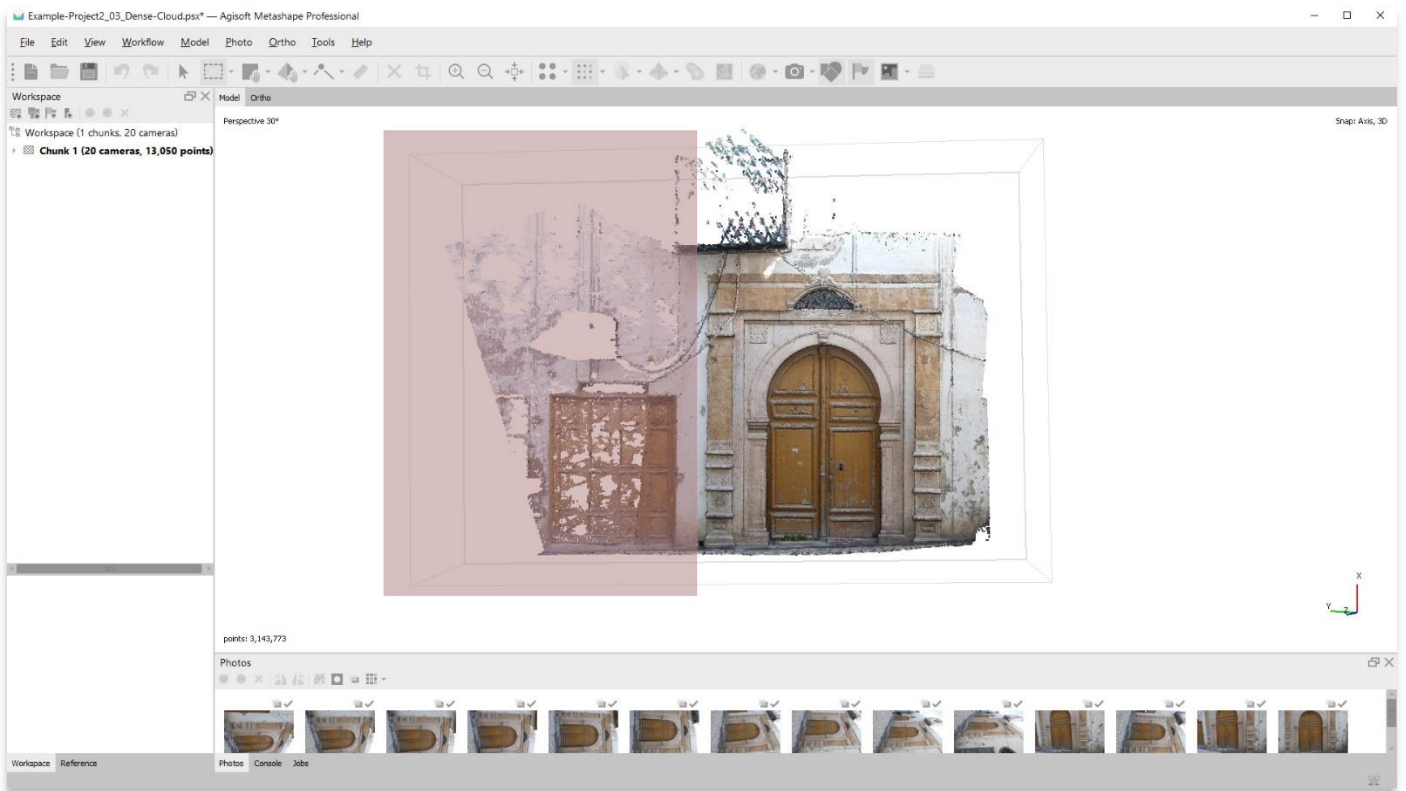 Example-Project2_03_Dense-Cloud.psx* — Agisoft Metashape Professional
File Edit View Workflow Model Photo Ortho Tools Help
Workspace
Model Ortho
Perspective 30°
Snap: Axis, 3D
Workspace (1 chunks, 20 cameras)
Chunk 1 (20 cameras, 13,050 points)
X
Y
Z
points: 3,143,773
Photos
Workspace Reference
Photos Console Jobs